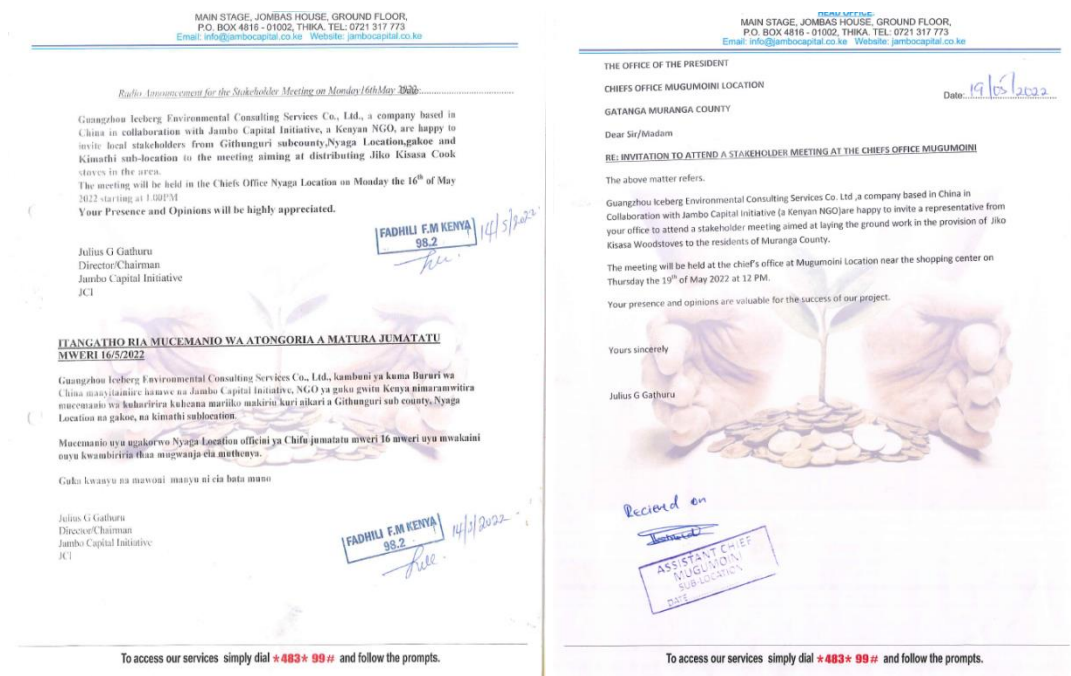 MAIN STAGE, JOMBAS HOUSE, GROUND FLOOR,
P.O. BOX 4816 - 01002, THIKA. TEL: 0721 317 773
Email: info@jambocapital.co.ke Website: jambocapital.co.ke
Radio Announcement for the Stakeholder Meeting on Monday 16thMay 2022
Guangzhou Iceberg Environmental Consulting Services Co., Ltd., a company based in
China in collaboration with Jambo Capital Initiative, a Kenyan NGO, are happy to
invite local stakeholders from Githunguri subcounty,Nyaga Location,gakoe and
Kimathi sub-location to the meeting aiming at distributing Jiko Kisasa Cook
stoves in the area.
The meeting will be held in the Chiefs Office Nyaga Location on Monday the 16th of May
2022 starting at 1.00PM
Your Presence and Opinions will be highly appreciated.
FADHILI F.M KENYA
98.2
14/5/2022
Julius G Gathuru
Director/Chairman
Jambo Capital Initiative
JCI
ITANGATHO RIA MUCEMANIO WA ATONGORIA A MATURA JUMATATU
MWERI 16/5/2022
Guangzhou Iceberg Environmental Consulting Services Co., Ltd., kambuni ya kuma Bururi wa
China manyitainiire hamwe na Jambo Capital Initiative, NGO ya guku gwitu Kenya nimaramwitira
mucemanio wa kuharirira kuheana mariiko makiriu kuri nikari a Githunguri sub county, Nyaga
Location na gakoe, na kimathi sublocation.
Mucemanio uyu ugakorwo Nyaga Location officini ya Chifu jumatatu mweri 16 mweri uyu mwakaini
ouyu kwambiriria thaa mugwanja cia muthenya.
Guku kwanyu na mawoni manyu ni cia bata muno
Julius G Gathuru
Director/Chairman
Jambo Capital Initiative
JCI
FADHILI F.M KENYA
98.2
14/5/2022
To access our services simply dial *483* 99# and follow the prompts.
HEAD OFFICE:
MAIN STAGE, JOMBAS HOUSE, GROUND FLOOR,
P.O. BOX 4816 - 01002, THIKA. TEL: 0721 317 773
Email: info@jambocapital.co.ke Website: jambocapital.co.ke
THE OFFICE OF THE PRESIDENT
CHIEFS OFFICE MUGUMOINI LOCATION
Date: 19/05/2022
GATANGA MURANGA COUNTY
Dear Sir/Madam
RE: INVITATION TO ATTEND A STAKEHOLDER MEETING AT THE CHIEFS OFFICE MUGUMOINI
The above matter refers.
Guangzhou Iceberg Environmental Consulting Services Co. Ltd ,a company based in China in
Collaboration with Jambo Capital Initiative (a Kenyan NGO)are happy to invite a representative from
your office to attend a stakeholder meeting aimed at laying the ground work in the provision of Jiko
Kisasa Woodstoves to the residents of Muranga County.
The meeting will be held at the chief's office at Mugumoini Location near the shopping center on
Thursday the 19th of May 2022 at 12 PM.
Your presence and opinions are valuable for the success of our project.
Yours sincerely
Julius G Gathuru
Recieved on
ASSISTANT CHIEF
MUGUMOINI
SUB-LOCATION
DATE
To access our services simply dial *483* 99# and follow the prompts.